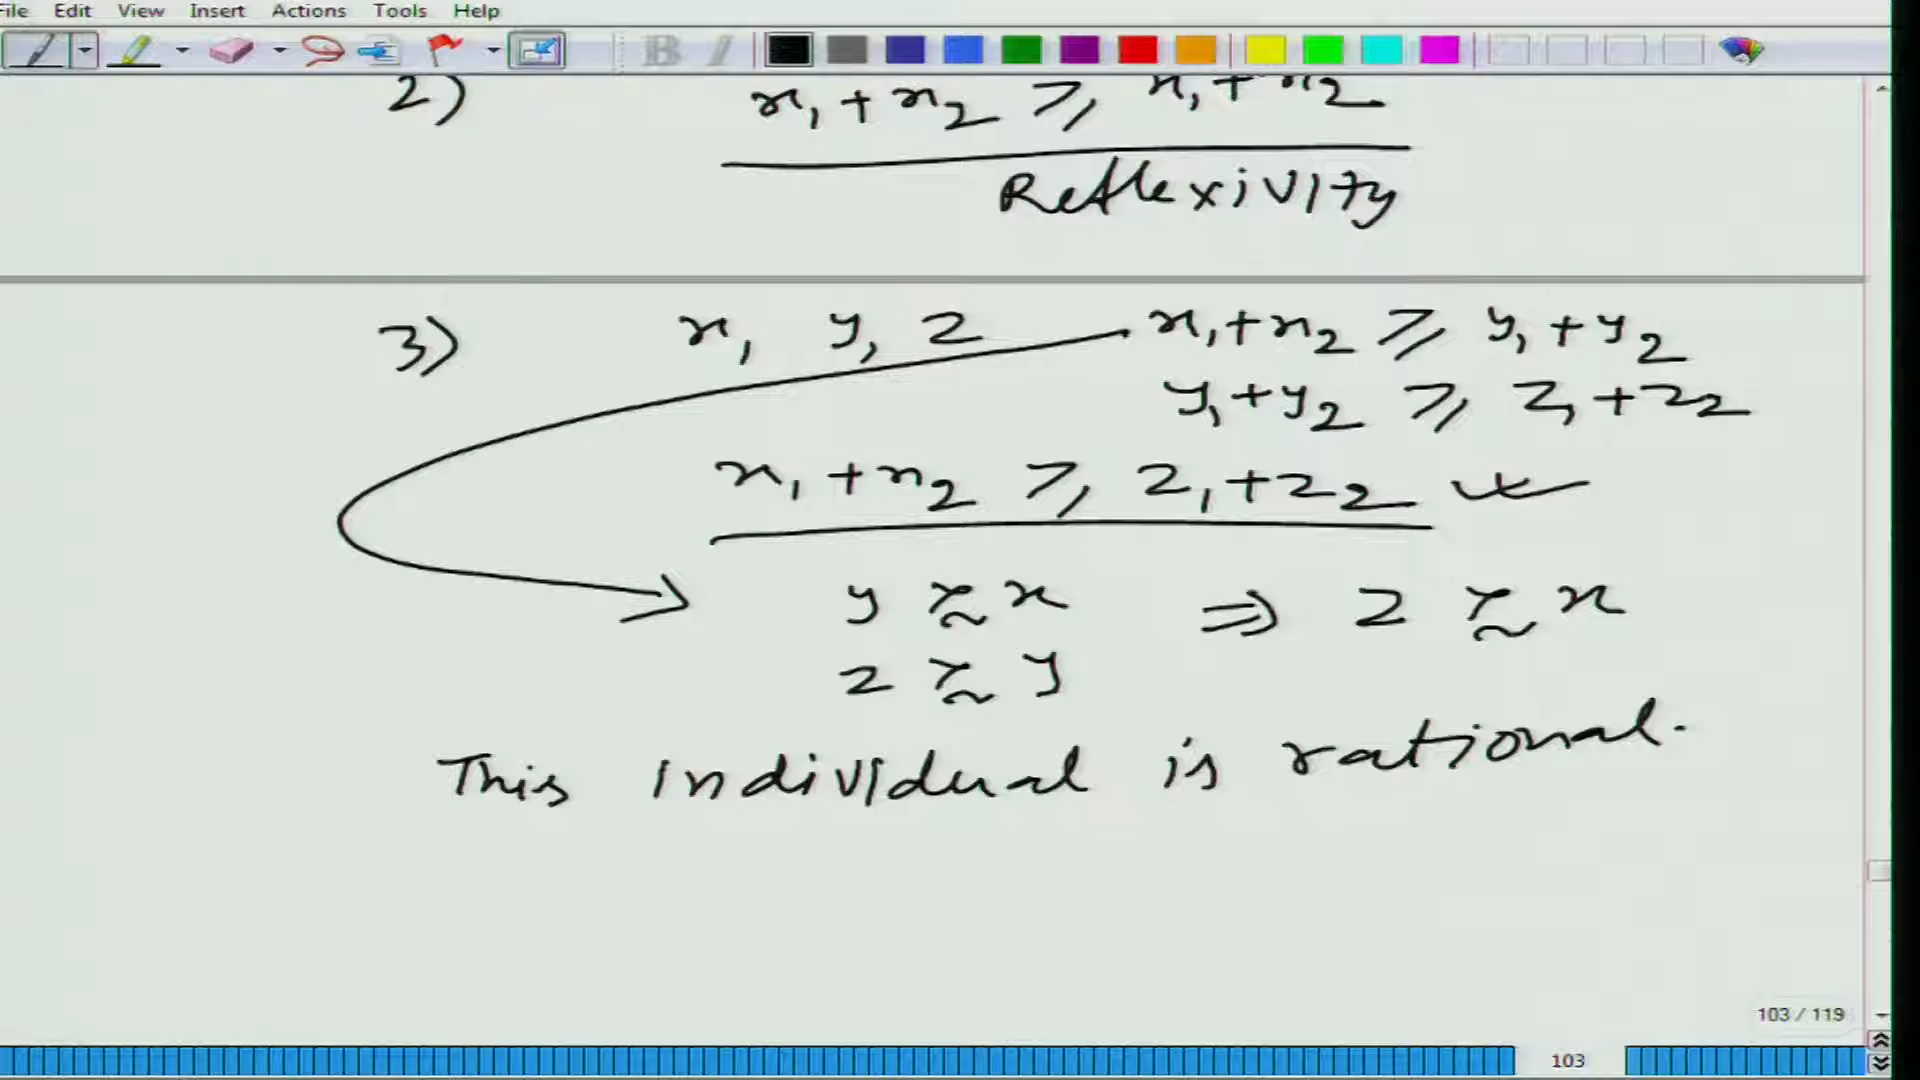 File Edit View Insert Actions Tools Help
B I
2) x₁ + x₂ ⩾ x₁ + x₂
Reflexivity
3) x, y, z x₁+x₂ ⩾ y₁+y₂
y₁+y₂ ⩾ z₁+z₂
x₁+x₂ ⩾ z₁+z₂
y ≿ x ⇒ z ≿ x
z ≿ y
This individual is rational.
103 / 119
103